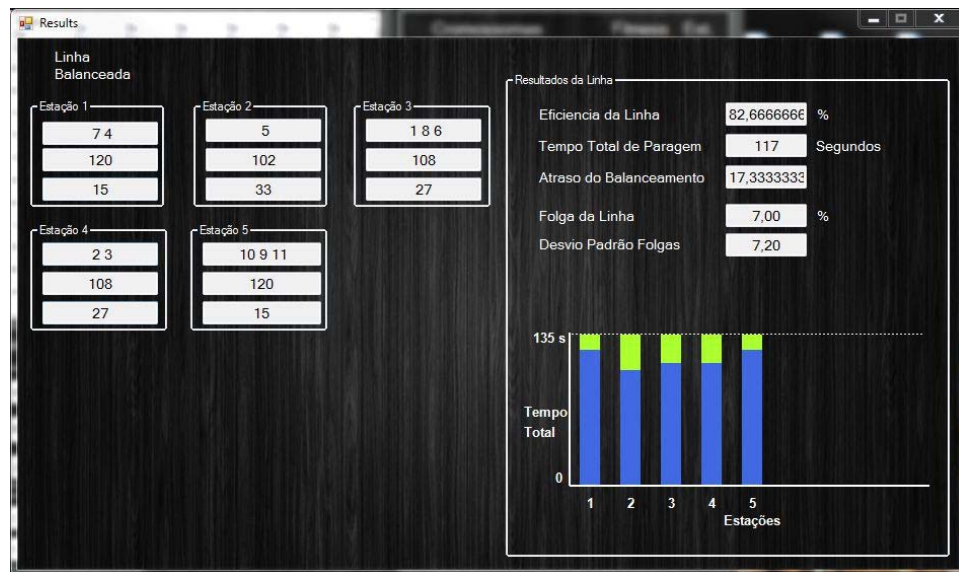 Results
Linha
Balanceada
Estação 1
7 4
120
15
Estação 2
5
102
33
Estação 3
1 8 6
108
27
Estação 4
2 3
108
27
Estação 5
10 9 11
120
15
Resultados da Linha
Eficiencia da Linha 82,6666666 %
Tempo Total de Paragem 117 Segundos
Atraso do Balanceamento 17,3333333
Folga da Linha 7,00 %
Desvio Padrão Folgas 7,20
135 s
Tempo
Total
0
1 2 3 4 5
Estações